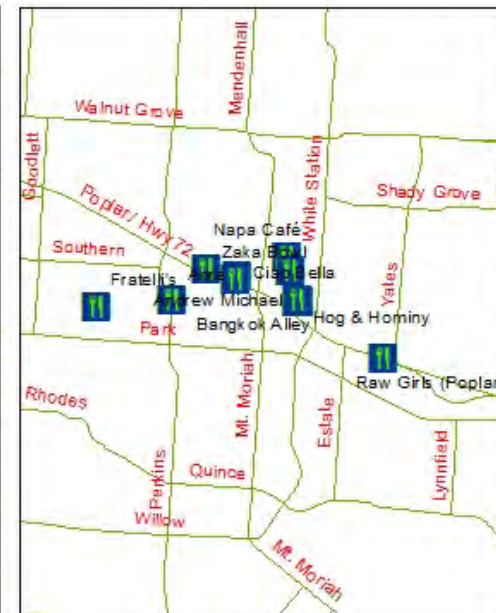 Mendenhall
Walnut Grove
Goodlett
White Station
Shady Grove
Poplar/ Hwy 72
Napa Café
Southern
Zaka Bowl
Ciao Bella
Fratelli's
Yates
Andrew Michael
Hog & Hominy
Bangkok Alley
Park
Raw Girls (Poplar
Rhodes
Mt. Moriah
Estate
Perkins
Quince
Lynnfield
Willow
Mt. Moriah